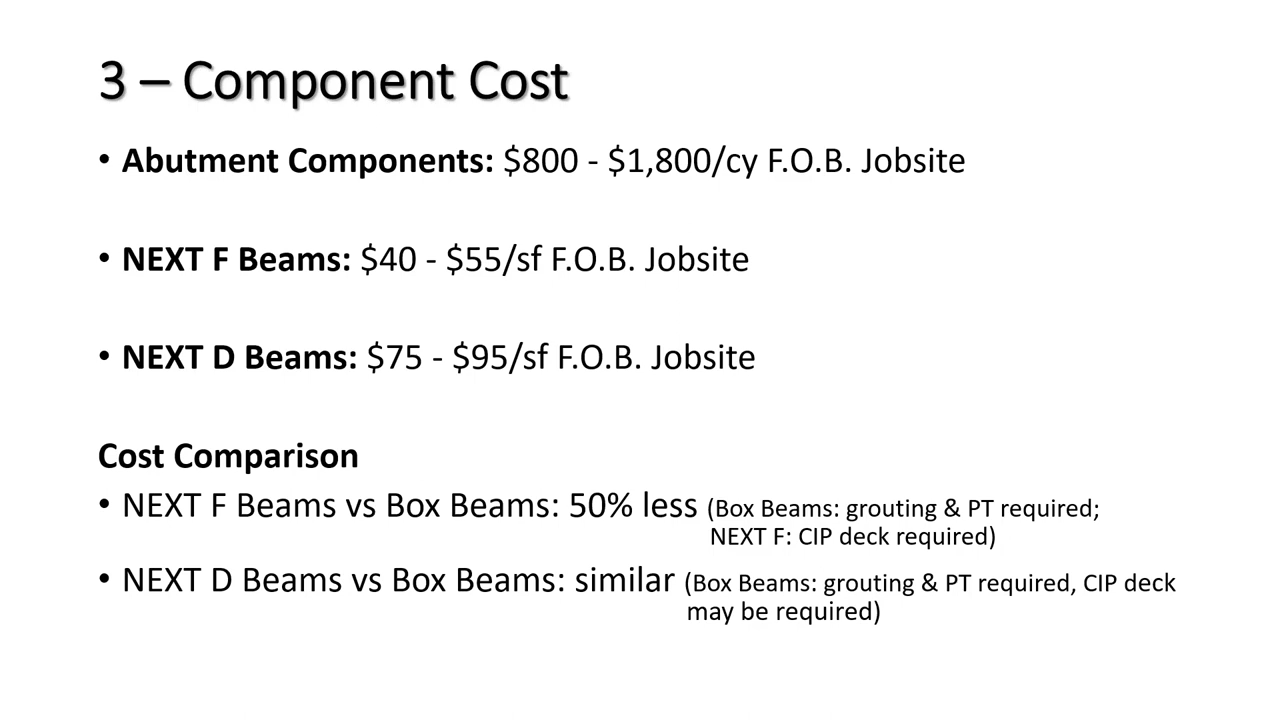 3 – Component Cost
• Abutment Components: $800 - $1,800/cy F.O.B. Jobsite
• NEXT F Beams: $40 - $55/sf F.O.B. Jobsite
• NEXT D Beams: $75 - $95/sf F.O.B. Jobsite
Cost Comparison
• NEXT F Beams vs Box Beams: 50% less (Box Beams: grouting & PT required;
NEXT F: CIP deck required)
• NEXT D Beams vs Box Beams: similar (Box Beams: grouting & PT required, CIP deck
may be required)